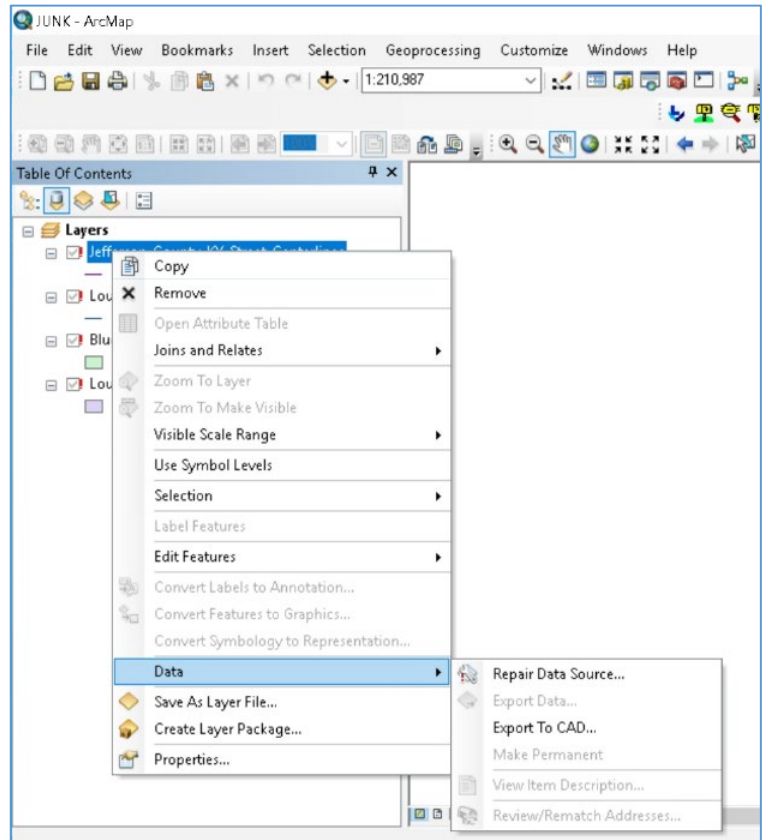 JUNK - ArcMap
File Edit View Bookmarks Insert Selection Geoprocessing Customize Windows Help
1:210,987
Table Of Contents
Layers
Copy
Remove
Open Attribute Table
Joins and Relates
Zoom To Layer
Zoom To Make Visible
Visible Scale Range
Use Symbol Levels
Selection
Label Features
Edit Features
Convert Labels to Annotation...
Convert Features to Graphics...
Convert Symbology to Representation...
Data
Save As Layer File...
Create Layer Package...
Properties...
Repair Data Source...
Export Data...
Export To CAD...
Make Permanent
View Item Description...
Review/Rematch Addresses...